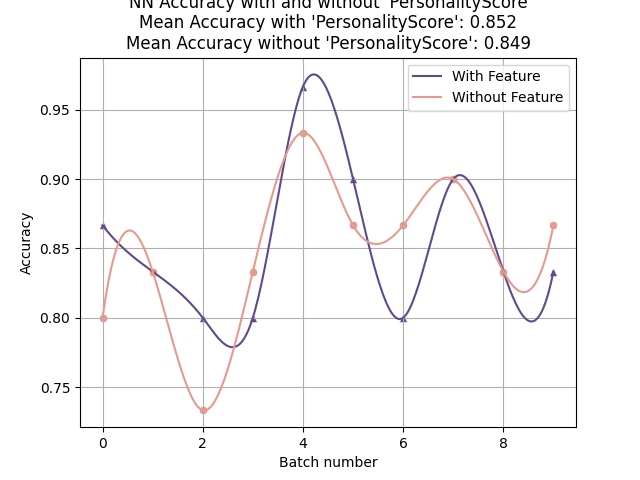 NN Accuracy with and without 'PersonalityScore'
Mean Accuracy with 'PersonalityScore': 0.852
Mean Accuracy without 'PersonalityScore': 0.849
With Feature
Without Feature
0.95
0.90
0.85
0.80
0.75
Accuracy
0 2 4 6 8
Batch number